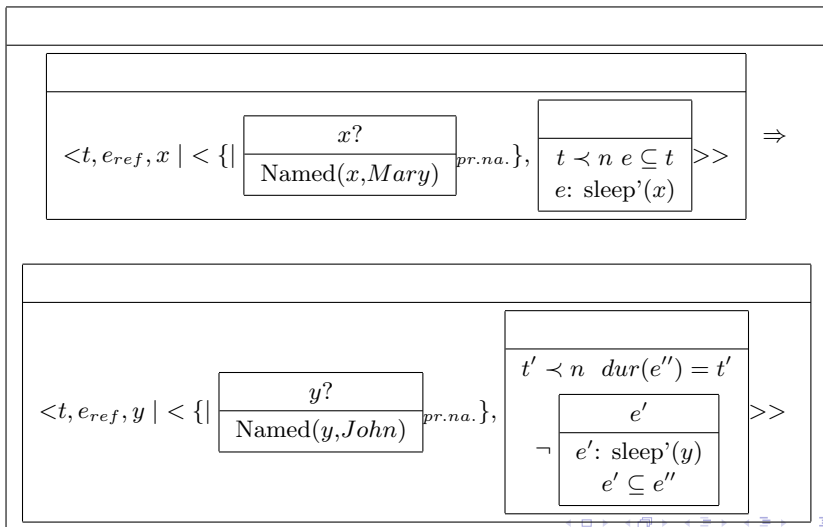 x?
<t, e_ref, x | < {| Named(x,Mary) pr.na.}, t ≺ n e ⊆ t >> ⇒
e: sleep’(x)
y?
t′ ≺ n dur(e′′) = t′
<t, e_ref, y | < {| Named(y,John) pr.na.}, ¬ >>
e′
e′: sleep’(y)
e′ ⊆ e′′